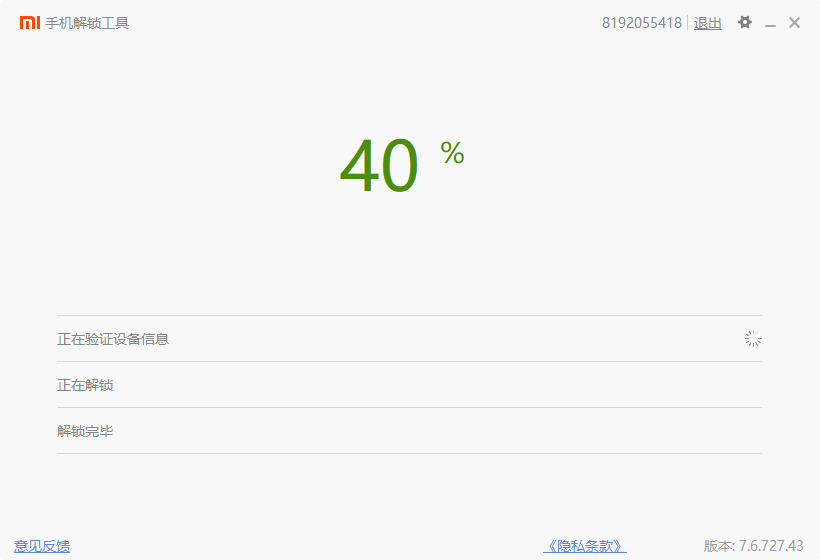 手机解锁工具 8192055418 退出
40 %
正在验证设备信息
正在解锁
解锁完毕
意见反馈 《隐私条款》 版本: 7.6.727.43